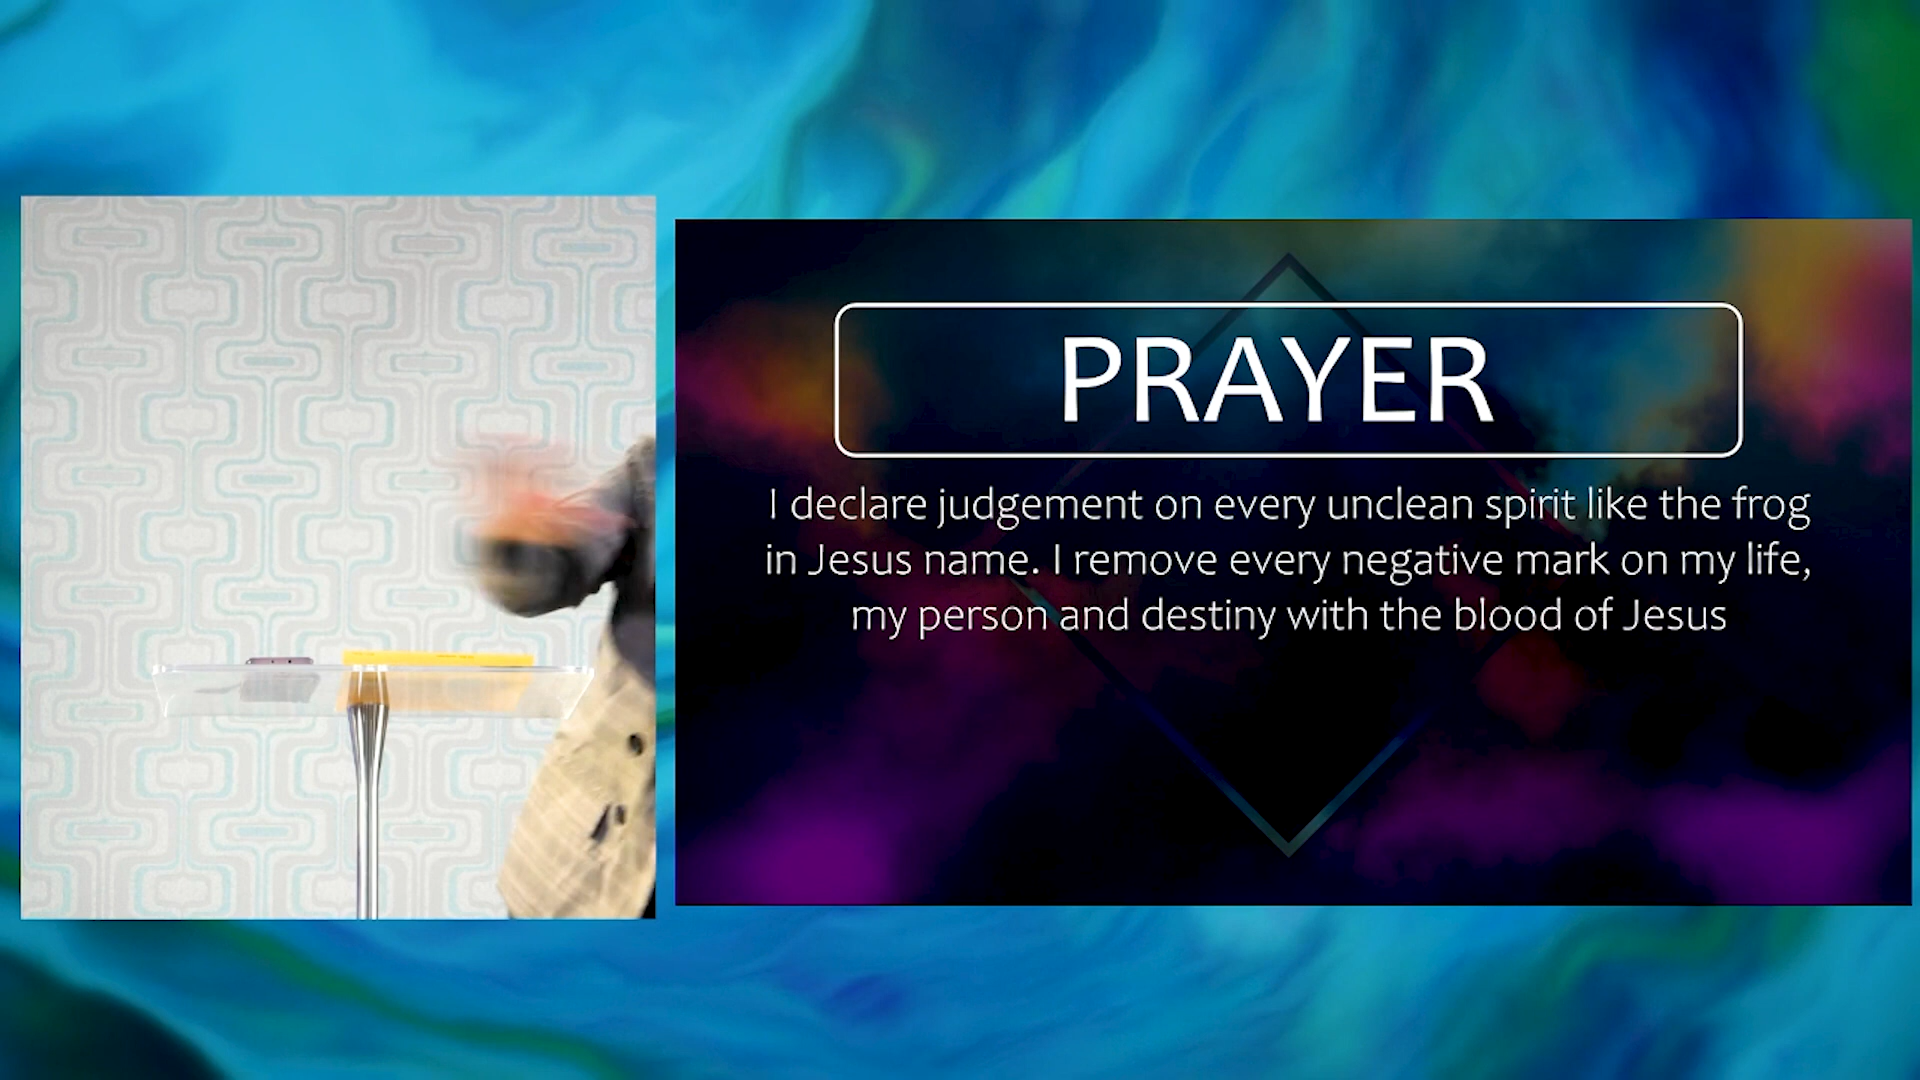 PRAYER
I declare judgement on every unclean spirit like the frog
in Jesus name. I remove every negative mark on my life,
my person and destiny with the blood of Jesus